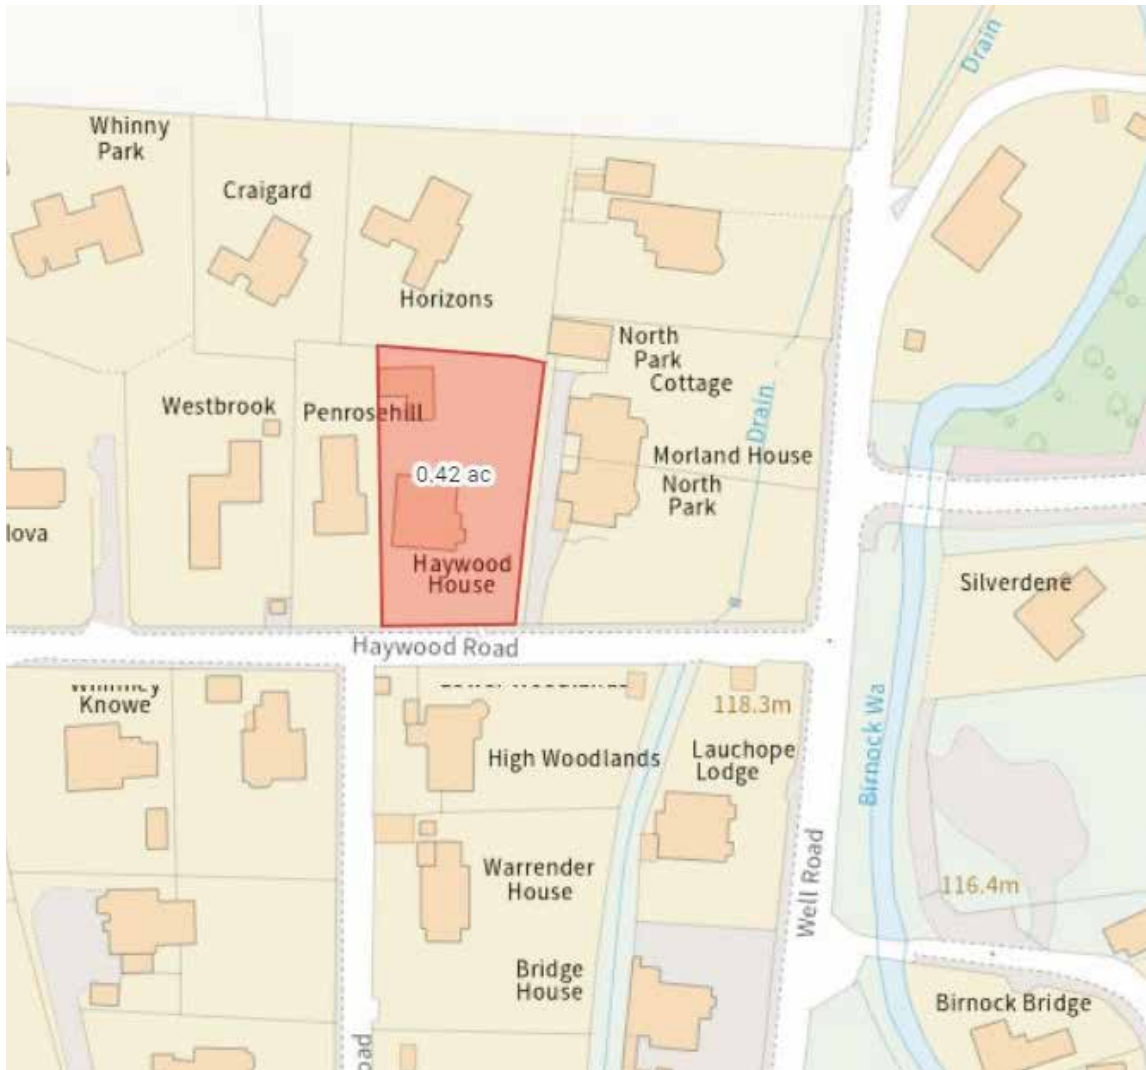 Drain
Whinny
Park
Craigard
Horizons
North
Park
Cottage
Westbrook
Penrosehill
Drain
Morland House
North
Park
0.42 ac
lova
Haywood
House
Silverdene
Haywood Road
Knowe
118.3m
High Woodlands
Lauchope
Lodge
Birnock Wa
Warrender
House
Well Road
116.4m
Bridge
House
Birnock Bridge
oad